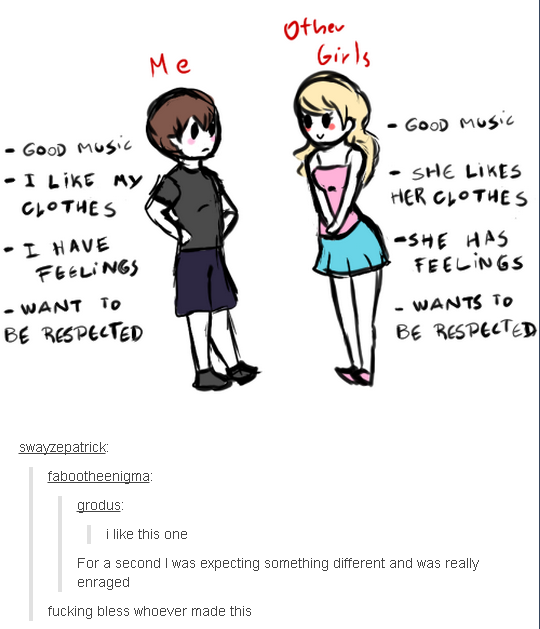 Me
Other
Girls
- GOOD MUSIC
- I LIKE MY
CLOTHES
- I HAVE
FEELINGS
- WANT TO
BE RESPECTED
- GOOD MUSIC
- SHE LIKES
HER CLOTHES
- SHE HAS
FEELINGS
- WANTS TO
BE RESPECTED
swayzepatrick:
fabootheenigma:
grodus:
i like this one
For a second I was expecting something different and was really
enraged
fucking bless whoever made this